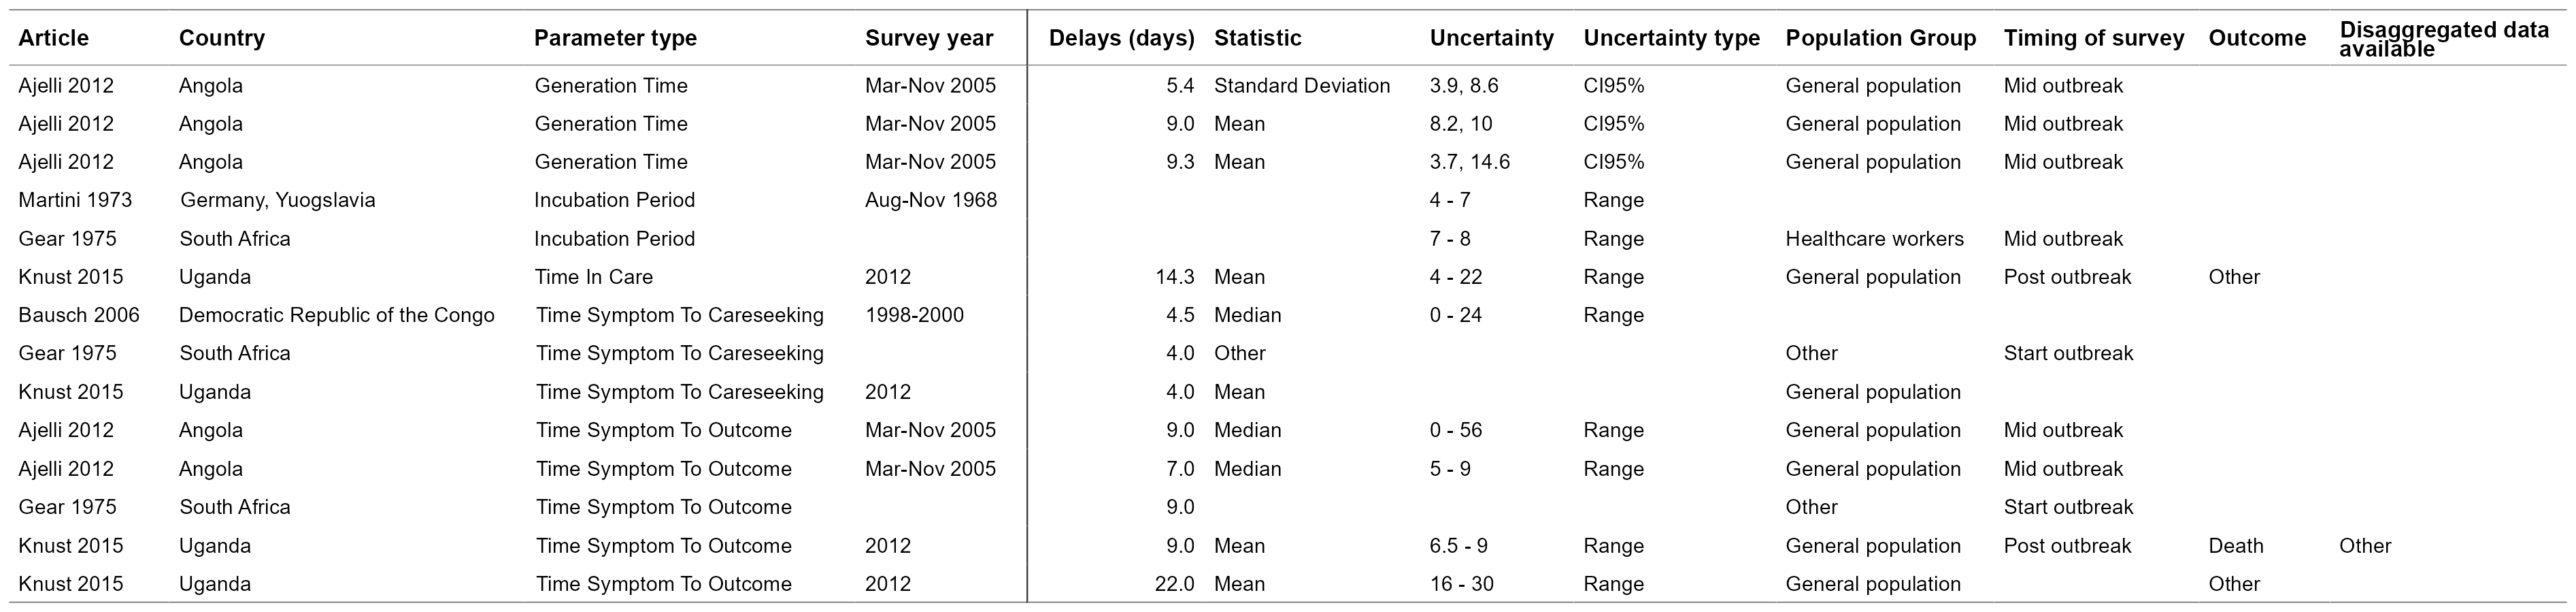 Article Country Parameter type Survey year Delays (days) Statistic Uncertainty Uncertainty type Population Group Timing of survey Outcome Disaggregated data available
Ajelli 2012 Angola Generation Time Mar-Nov 2005 5.4 Standard Deviation 3.9, 8.6 CI95% General population Mid outbreak
Ajelli 2012 Angola Generation Time Mar-Nov 2005 9.0 Mean 8.2, 10 CI95% General population Mid outbreak
Ajelli 2012 Angola Generation Time Mar-Nov 2005 9.3 Mean 3.7, 14.6 CI95% General population Mid outbreak
Martini 1973 Germany, Yuogslavia Incubation Period Aug-Nov 1968 4 - 7 Range
Gear 1975 South Africa Incubation Period 7 - 8 Range Healthcare workers Mid outbreak
Knust 2015 Uganda Time In Care 2012 14.3 Mean 4 - 22 Range General population Post outbreak Other
Bausch 2006 Democratic Republic of the Congo Time Symptom To Careseeking 1998-2000 4.5 Median 0 - 24 Range
Gear 1975 South Africa Time Symptom To Careseeking 4.0 Other Other Start outbreak
Knust 2015 Uganda Time Symptom To Careseeking 2012 4.0 Mean General population
Ajelli 2012 Angola Time Symptom To Outcome Mar-Nov 2005 9.0 Median 0 - 56 Range General population Mid outbreak
Ajelli 2012 Angola Time Symptom To Outcome Mar-Nov 2005 7.0 Median 5 - 9 Range General population Mid outbreak
Gear 1975 South Africa Time Symptom To Outcome 9.0 Other Start outbreak
Knust 2015 Uganda Time Symptom To Outcome 2012 9.0 Mean 6.5 - 9 Range General population Post outbreak Death Other
Knust 2015 Uganda Time Symptom To Outcome 2012 22.0 Mean 16 - 30 Range General population Other